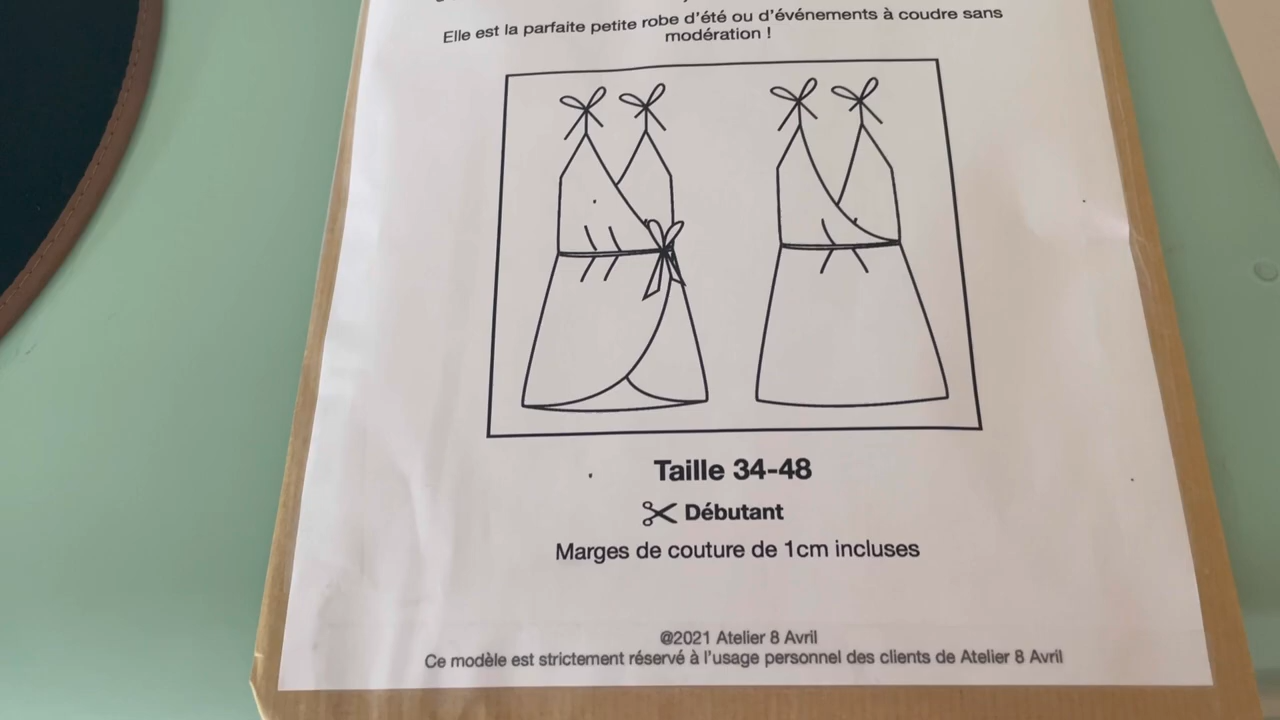 Elle est la parfaite petite robe d'été ou d'événements à coudre sans
modération !
Taille 34-48
Débutant
Marges de couture de 1cm incluses
@2021 Atelier 8 Avril
Ce modèle est strictement réservé à l'usage personnel des clients de Atelier 8 Avril